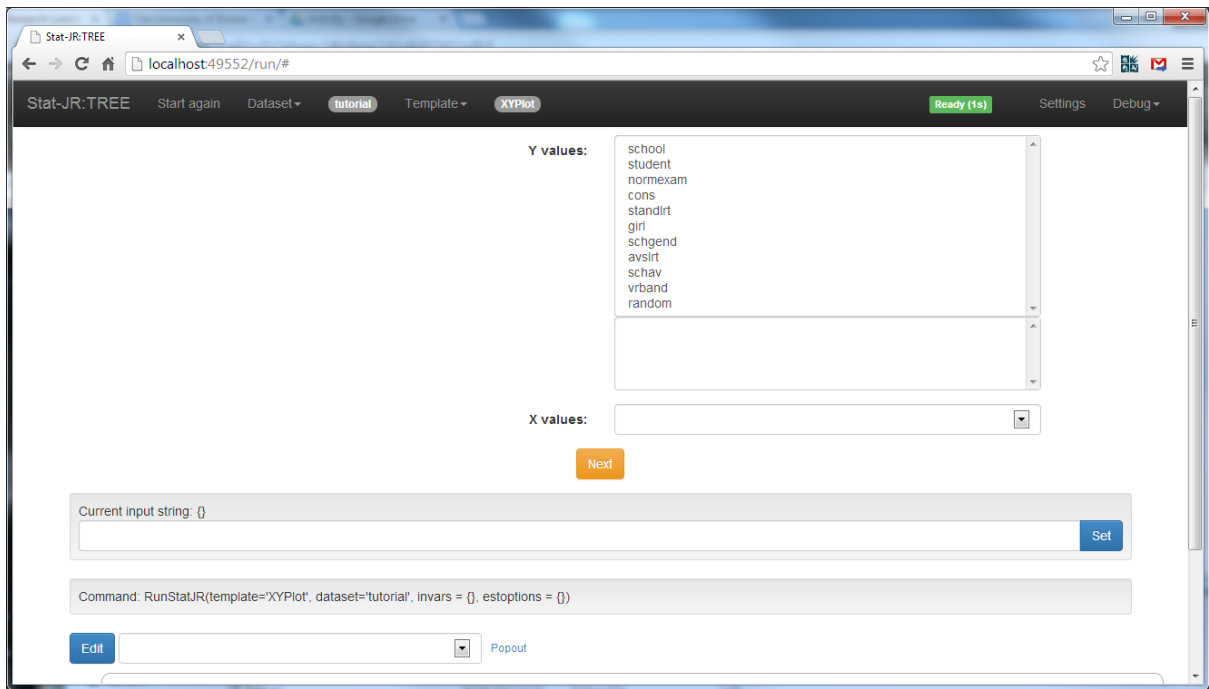 Stat-JR:TREE
localhost:49552/run/#
Stat-JR:TREE Start again Dataset tutorial Template XYPlot Ready (1s) Settings Debug
Y values:
school
student
normexam
cons
standlrt
girl
schgend
avslrt
schav
vrband
random
X values:
Next
Current input string: {}
Set
Command: RunStatJR(template='XYPlot', dataset='tutorial', invars = {}, estoptions = {})
Edit Popout